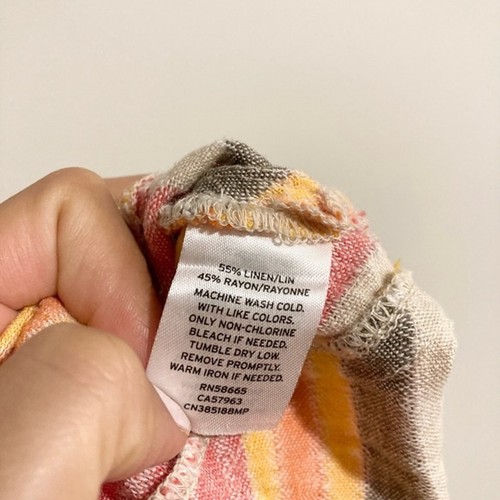 55% LINEN/LIN
45% RAYON/RAYONNE
MACHINE WASH COLD.
WITH LIKE COLORS.
ONLY NON-CHLORINE
BLEACH IF NEEDED.
TUMBLE DRY LOW.
REMOVE PROMPTLY.
WARM IRON IF NEEDED.
RN58665
CA57963
CN385188MP